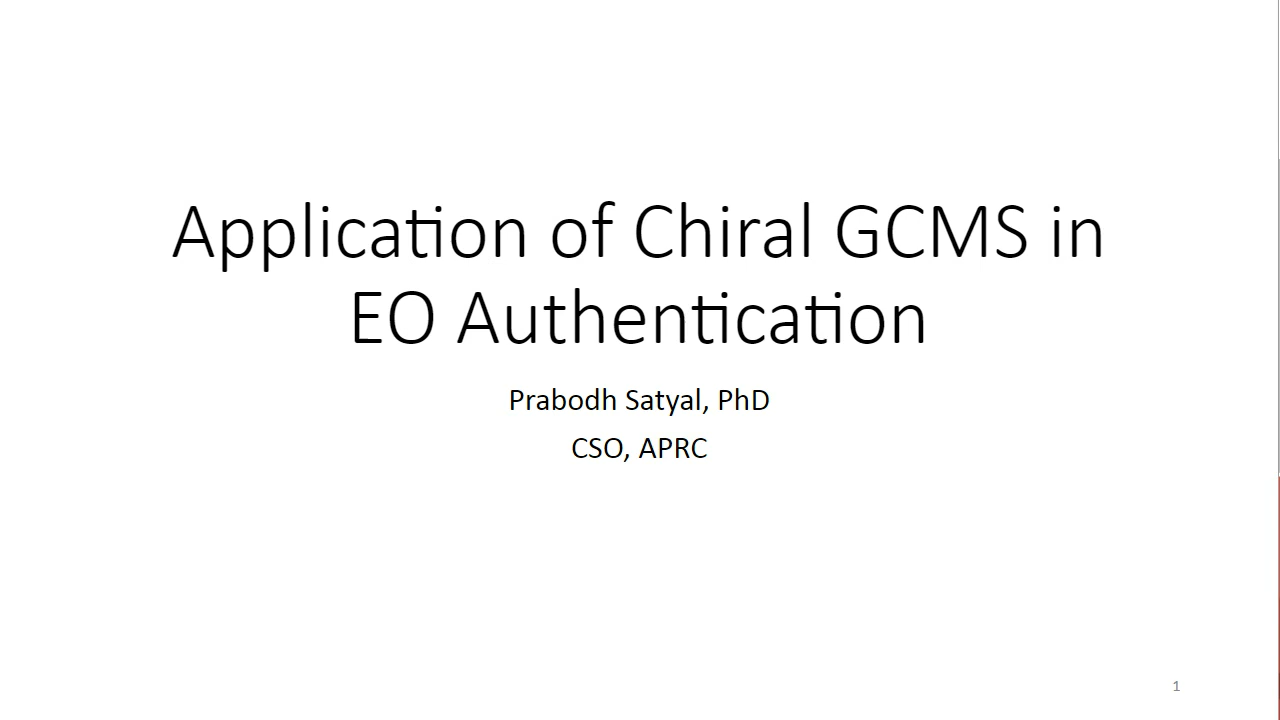 Application of Chiral GCMS in
EO Authentication
Prabodh Satyal, PhD
CSO, APRC
1